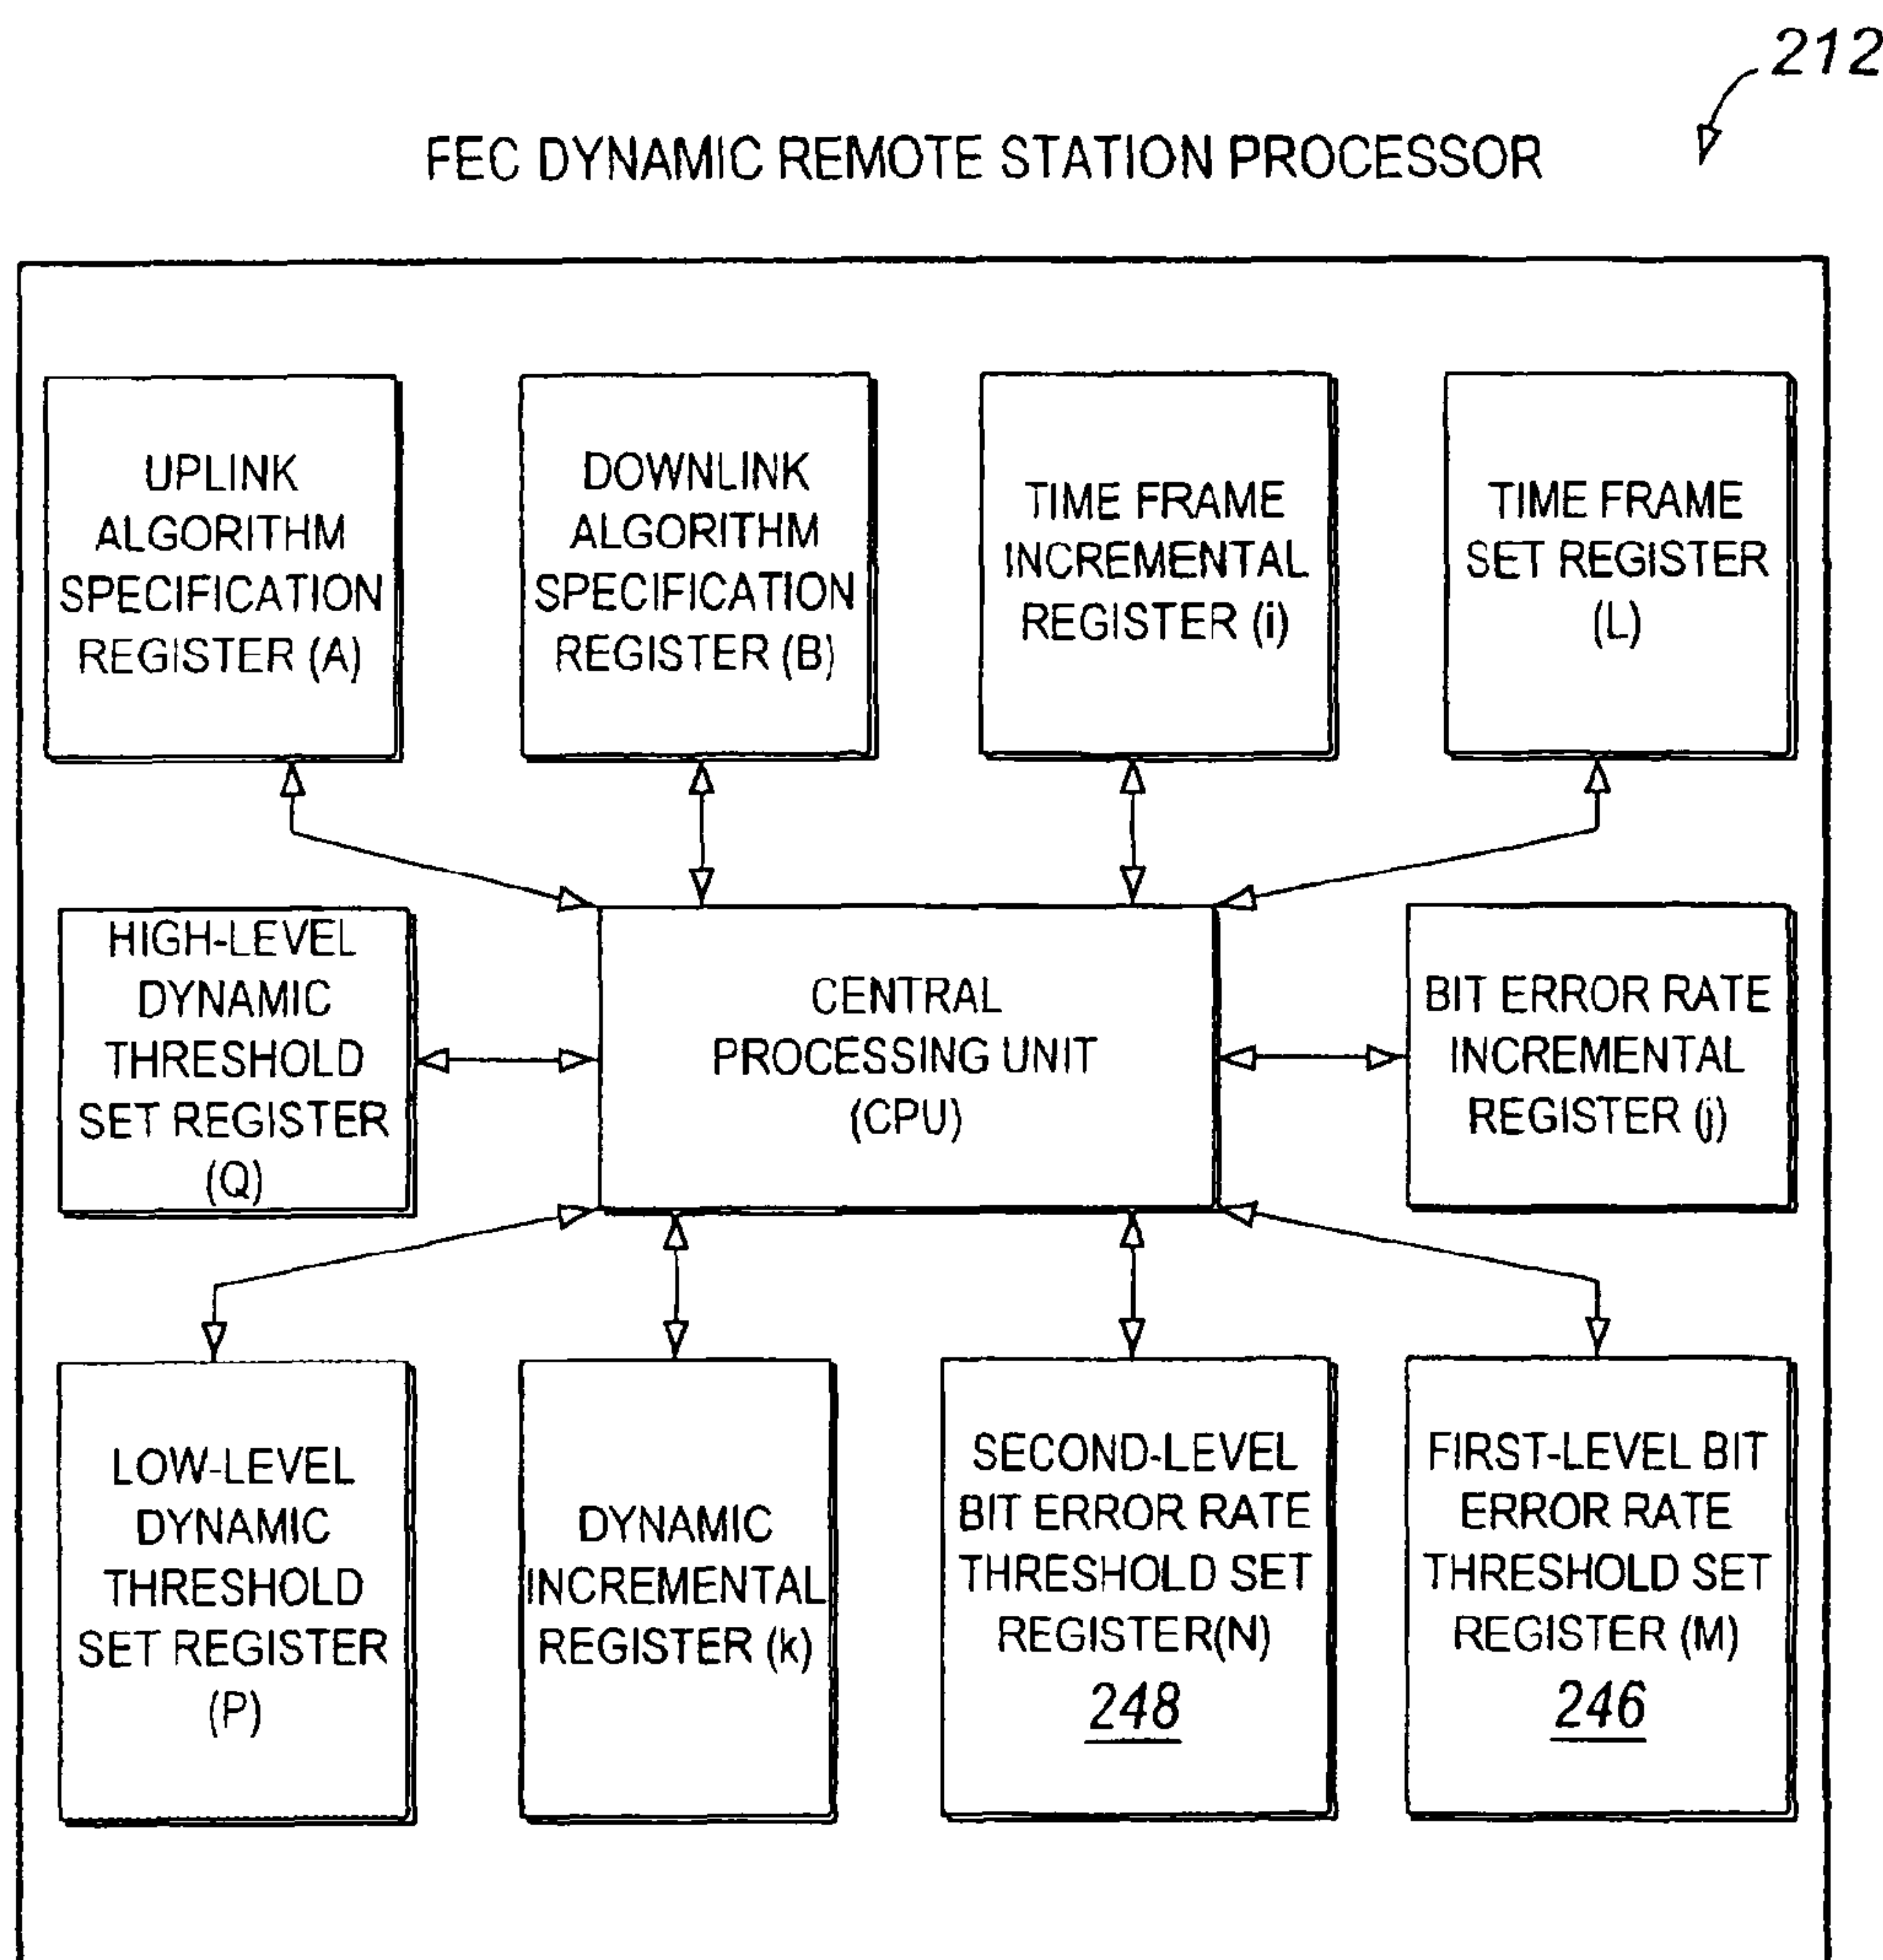 212
FEC DYNAMIC REMOTE STATION PROCESSOR
UPLINK
ALGORITHM
SPECIFICATION
REGISTER (A)
DOWNLINK
ALGORITHM
SPECIFICATION
REGISTER (B)
TIME FRAME
INCREMENTAL
REGISTER (i)
TIME FRAME
SET REGISTER
(L)
HIGH-LEVEL
DYNAMIC
THRESHOLD
SET REGISTER
(Q)
CENTRAL
PROCESSING UNIT
(CPU)
BIT ERROR RATE
INCREMENTAL
REGISTER (j)
LOW-LEVEL
DYNAMIC
THRESHOLD
SET REGISTER
(P)
DYNAMIC
INCREMENTAL
REGISTER (k)
SECOND-LEVEL
BIT ERROR RATE
THRESHOLD SET
REGISTER(N)
248
FIRST-LEVEL BIT
ERROR RATE
THRESHOLD SET
REGISTER (M)
246